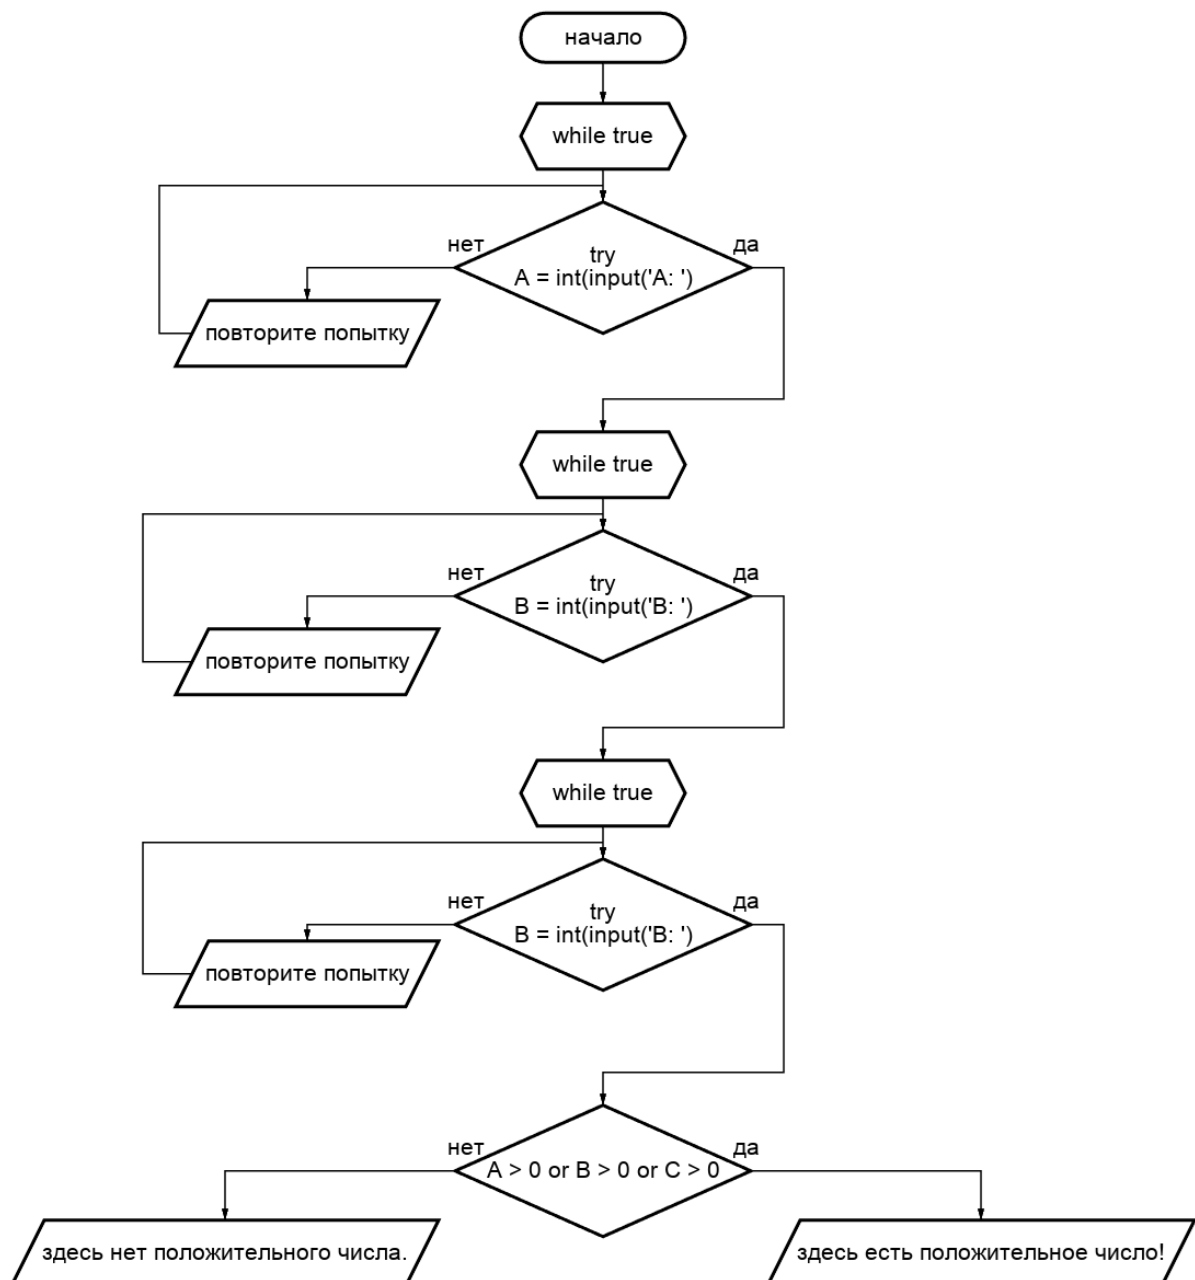 начало
while true
нет
да
try
A = int(input('A: ')
повторите попытку
while true
нет
да
try
B = int(input('B: ')
повторите попытку
while true
нет
да
try
B = int(input('B: ')
повторите попытку
нет
да
A > 0 or B > 0 or C > 0
здесь нет положительного числа.
здесь есть положительное число!